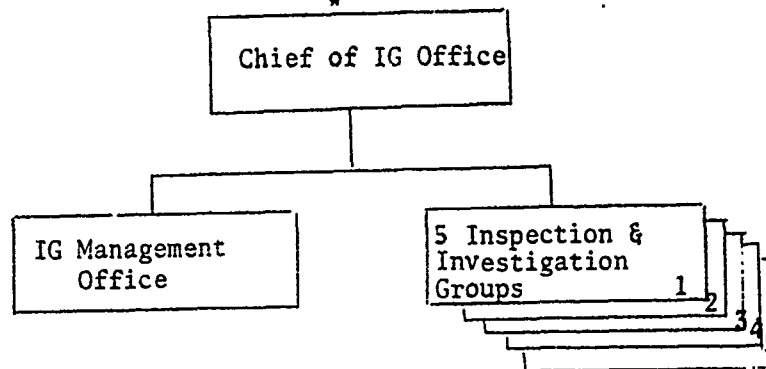 *
Chief of IG Office
IG Management
Office
5 Inspection &
Investigation
Groups 1
2
3
4